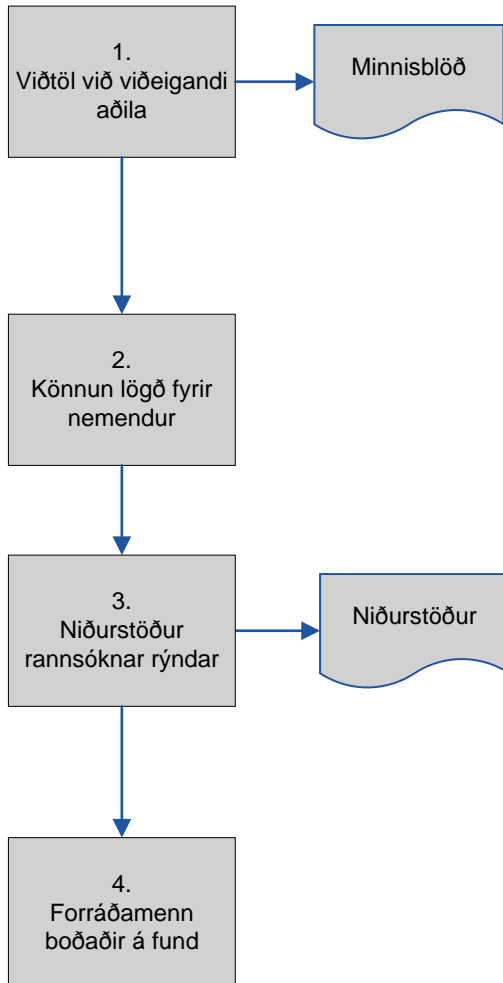 1.
Viðtöl við viðeigandi
aðila
Minnisblöð
2.
Könnun lögð fyrir
nemendur
3.
Niðurstöður
rannsóknar rýndar
Niðurstöður
4.
Forráðamenn
boðaðir á fund